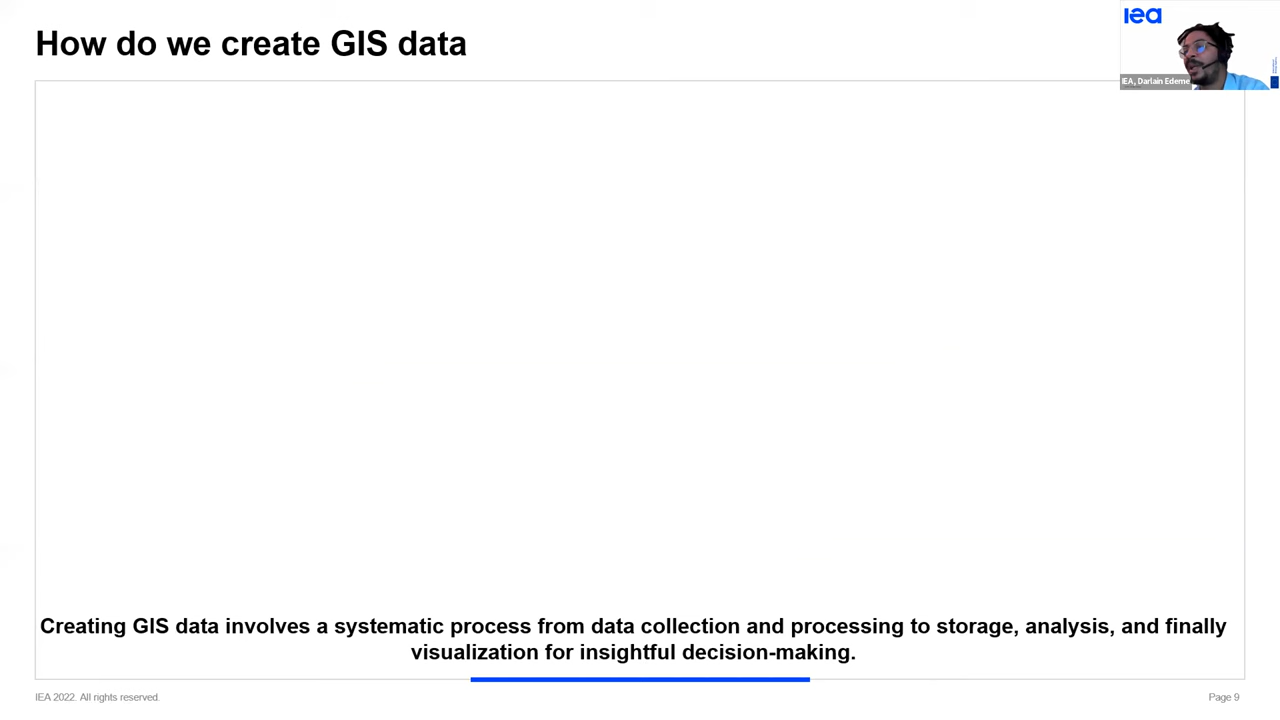 How do we create GIS data
iea
IEA, Darlain Edeme
Creating GIS data involves a systematic process from data collection and processing to storage, analysis, and finally
visualization for insightful decision-making.
IEA 2022. All rights reserved.
Page 9